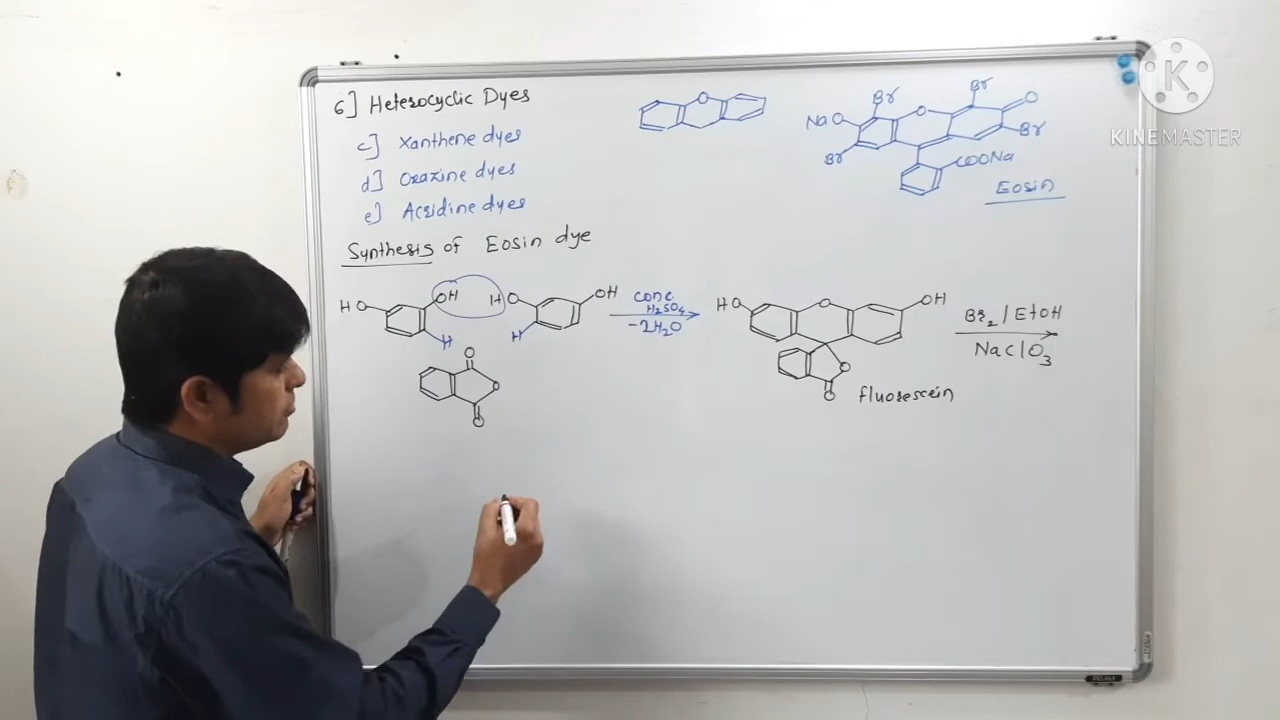 6] Heterocyclic Dyes
c] Xanthene dyes
d] Oxazine dyes
e] Acridine dyes
O
Br
Br
O
O
NaO
Br
Br
COONa
Eosin
Synthesis of Eosin dye
HO
OH
H
HO
OH
H
O
O
O
conc.
H2SO4
-2H2O
HO
O
OH
O
O
fluorescein
Br2 / EtOH
NaClO3
K
KINEMASTER
PRIMA